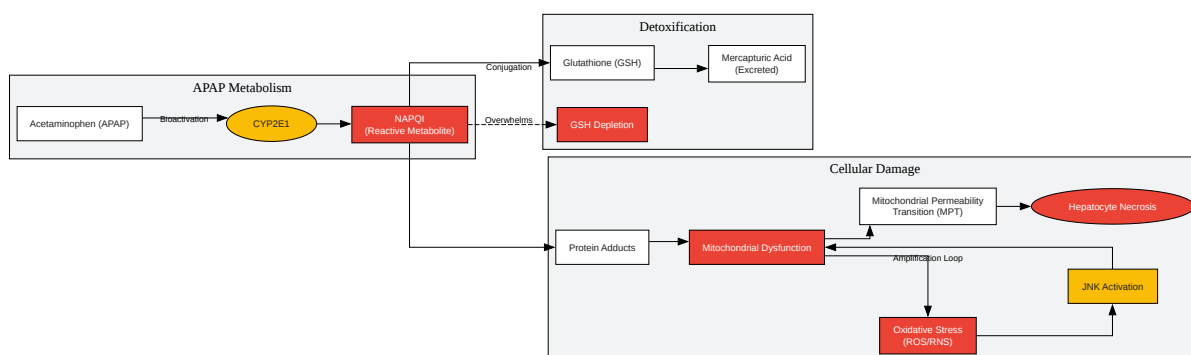 Detoxification
Glutathione (GSH)
Mercapturic Acid
(Excreted)
Conjugation
APAP Metabolism
Acetaminophen (APAP)
Bioactivation
CYP2E1
NAPQI
(Reactive Metabolite)
Overwhelms
GSH Depletion
Cellular Damage
Mitochondrial Permeability
Transition (MPT)
Hepatocyte Necrosis
Protein Adducts
Mitochondrial Dysfunction
Amplification Loop
JNK Activation
Oxidative Stress
(ROS/RNS)